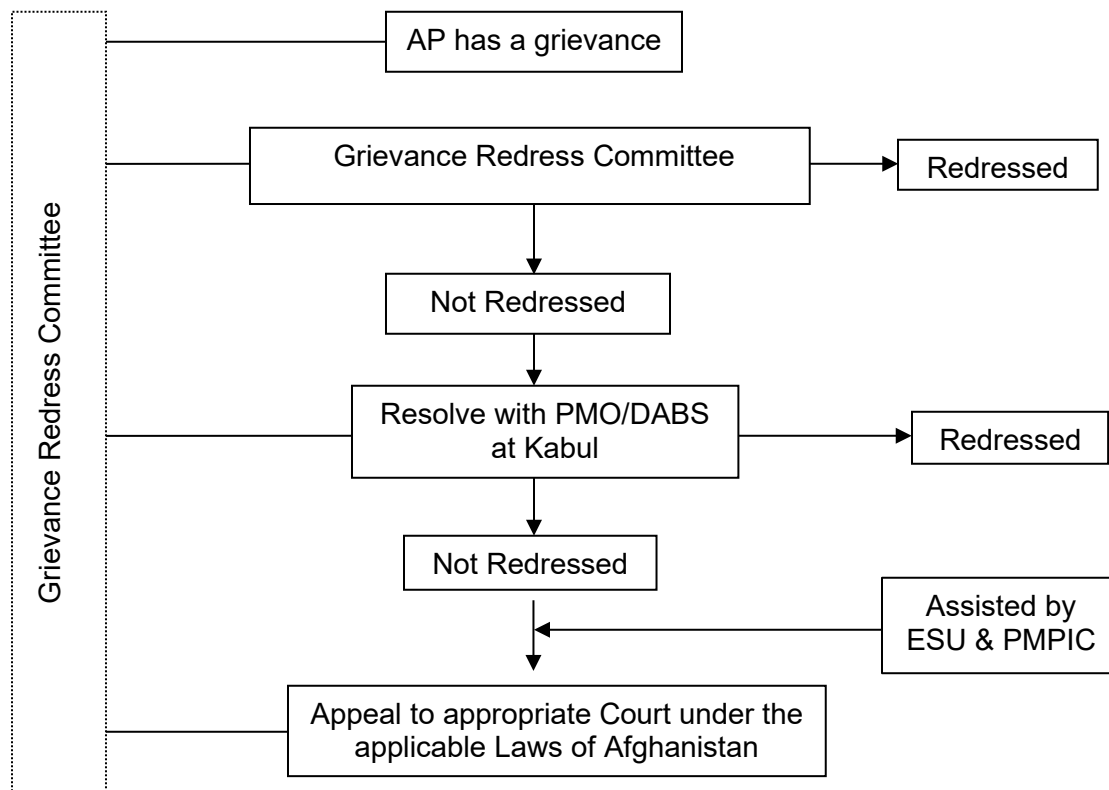 AP has a grievance
Grievance Redress Committee
Redressed
Not Redressed
Resolve with PMO/DABS
at Kabul
Redressed
Not Redressed
Assisted by
ESU & PMPIC
Appeal to appropriate Court under the
applicable Laws of Afghanistan
Grievance Redress Committee